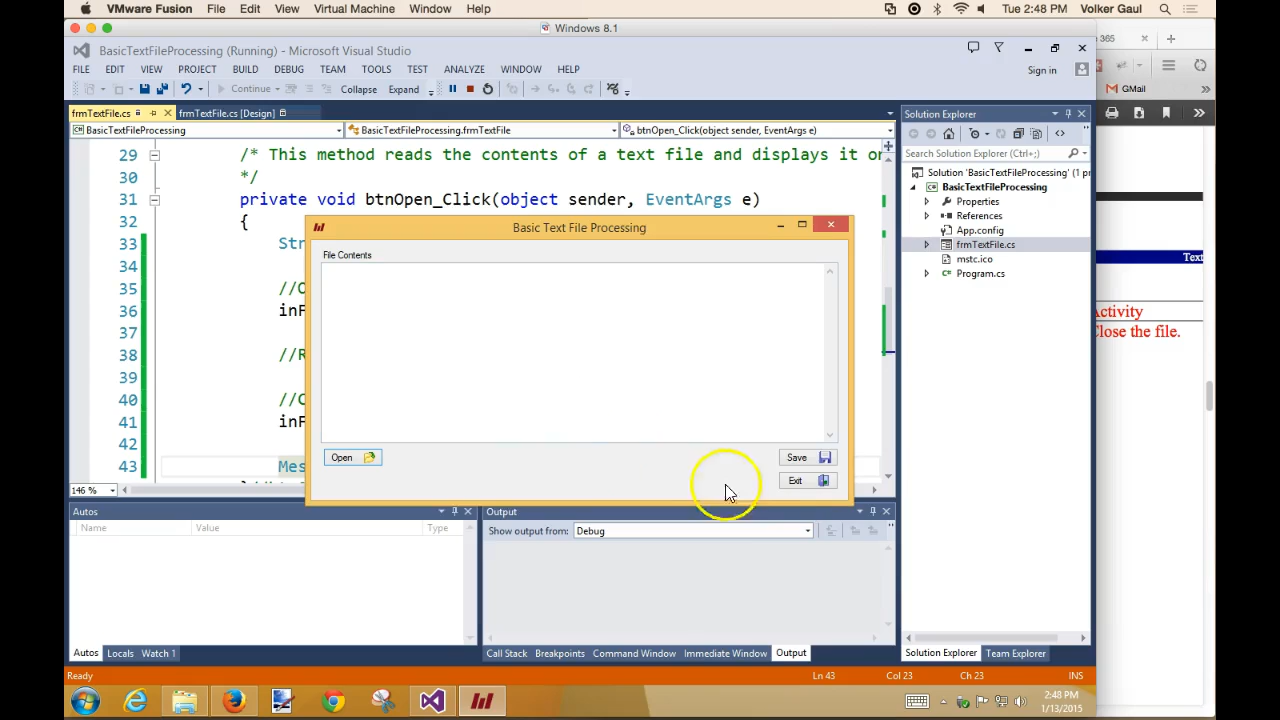 VMware Fusion File Edit View Virtual Machine Window Help Tue 2:48 PM Volker Gaul
Windows 8.1
BasicTextFileProcessing (Running) - Microsoft Visual Studio
365
FILE EDIT VIEW PROJECT BUILD DEBUG TEAM TOOLS TEST ANALYZE WINDOW HELP
Sign in
Continue Collapse Expand
GMail
frmTextFile.cs frmTextFile.cs [Design]
Solution Explorer
BasicTextFileProcessing BasicTextFileProcessing.frmTextFile btnOpen_Click(object sender, EventArgs e)
Search Solution Explorer (Ctrl+;)
29 /* This method reads the contents of a text file and displays it on
30 */
31 private void btnOpen_Click(object sender, EventArgs e)
32 {
33 Str
34
35 //O
36 inF
37
38 //R
39
40 //C
41 inF
42
43 Mes
Solution 'BasicTextFileProcessing' (1 pr
BasicTextFileProcessing
Properties
References
App.config
frmTextFile.cs
mstc.ico
Program.cs
Text
Activity
Close the file.
Basic Text File Processing
File Contents
Open
Save
Exit
146 %
Autos
Name Value Type
Output
Show output from: Debug
Autos Locals Watch 1
Call Stack Breakpoints Command Window Immediate Window Output
Solution Explorer Team Explorer
Ready Ln 43 Col 23 Ch 23 INS
2:48 PM
1/13/2015